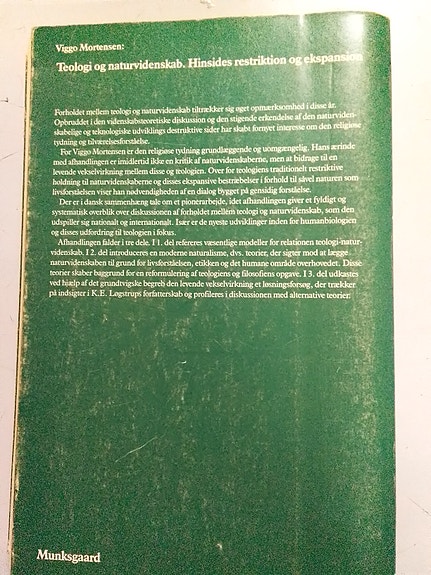 Viggo Mortensen:
Teologi og naturvidenskab. Hinsides restriktion og ekspansion
Forholdet mellem teologi og naturvidenskab tiltrækker sig øget opmærksomhed i disse år.
Opbruddet i den videnskabsteoretiske diskussion og den stigende erkendelse af den naturviden-
skabelige og teknologiske udviklings destruktive sider har skabt fornyet interesse om den religiøse
tydning og tilværelsesforståelse.
For Viggo Mortensen er den religiøse tydning grundlæggende og uomgængelig. Hans ærinde
med afhandlingen er imidlertid ikke en kritik af naturvidenskaberne, men at bidrage til en
levende vekselvirkning mellem disse og teologien. Over for teologiens traditionelt restriktive
holdning til naturvidenskaberne og disses ekspansive bestræbelser i forhold til såvel naturen som
livsforståelsen viser han nødvendigheden af en dialog bygget på gensidig forståelse.
Der er i dansk sammenhæng tale om et pionerarbejde, idet afhandlingen giver et fyldigt og
systematisk overblik over diskussionen af forholdet mellem teologi og naturvidenskab, som den
udspiller sig nationalt og internationalt. Især er de nyeste udviklinger inden for humanbiologien
og disses udfordring til teologien i fokus.
Afhandlingen falder i tre dele. I 1. del refereres væsentlige modeller for relationen teologi-natur-
videnskab. I 2. del introduceres en moderne naturalisme, dvs. teorier, der sigter mod at lægge
naturvidenskaben til grund for livsforståelsen, etikken og det humane område overhovedet. Disse
teorier skaber baggrund for en reformulering af teologiens og filosofiens opgave. I 3. del udkastes
ved hjælp af det grundtvigske begreb den levende vekselvirkning et løsningsforsøg, der trækker
på indsigter i K.E. Løgstrups forfatterskab og profileres i diskussionen med alternative teorier.
Munksgaard